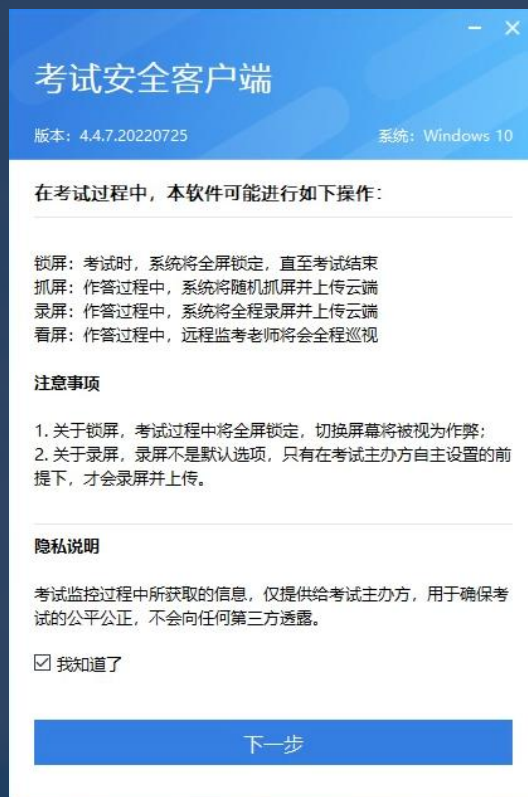 考试安全客户端
版本：4.4.7.20220725
系统：Windows 10
在考试过程中，本软件可能进行如下操作：
锁屏：考试时，系统将全屏锁定，直至考试结束
抓屏：作答过程中，系统将随机抓屏并上传云端
录屏：作答过程中，系统将全程录屏并上传云端
看屏：作答过程中，远程监考老师将会全程巡视
注意事项
1. 关于锁屏，考试过程中将全屏锁定，切换屏幕将被视为作弊；
2. 关于录屏，录屏不是默认选项，只有在考试主办方自主设置的前
提下，才会录屏并上传。
隐私说明
考试监控过程中所获取的信息，仅提供给考试主办方，用于确保考
试的公平公正，不会向任何第三方透露。
我知道了
下一步